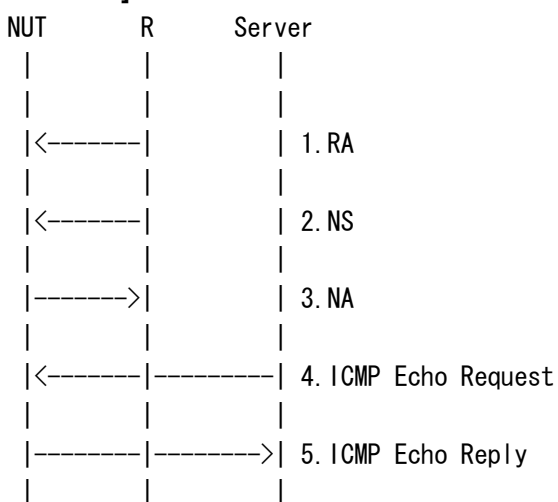 NUT R Server
| | |
| | |
|<-------| | 1.RA
| | |
|<-------| | 2.NS
| | |
|------->| | 3.NA
| | |
|<-------|---------| 4.ICMP Echo Request
| | |
|--------|-------->| 5.ICMP Echo Reply
| | |